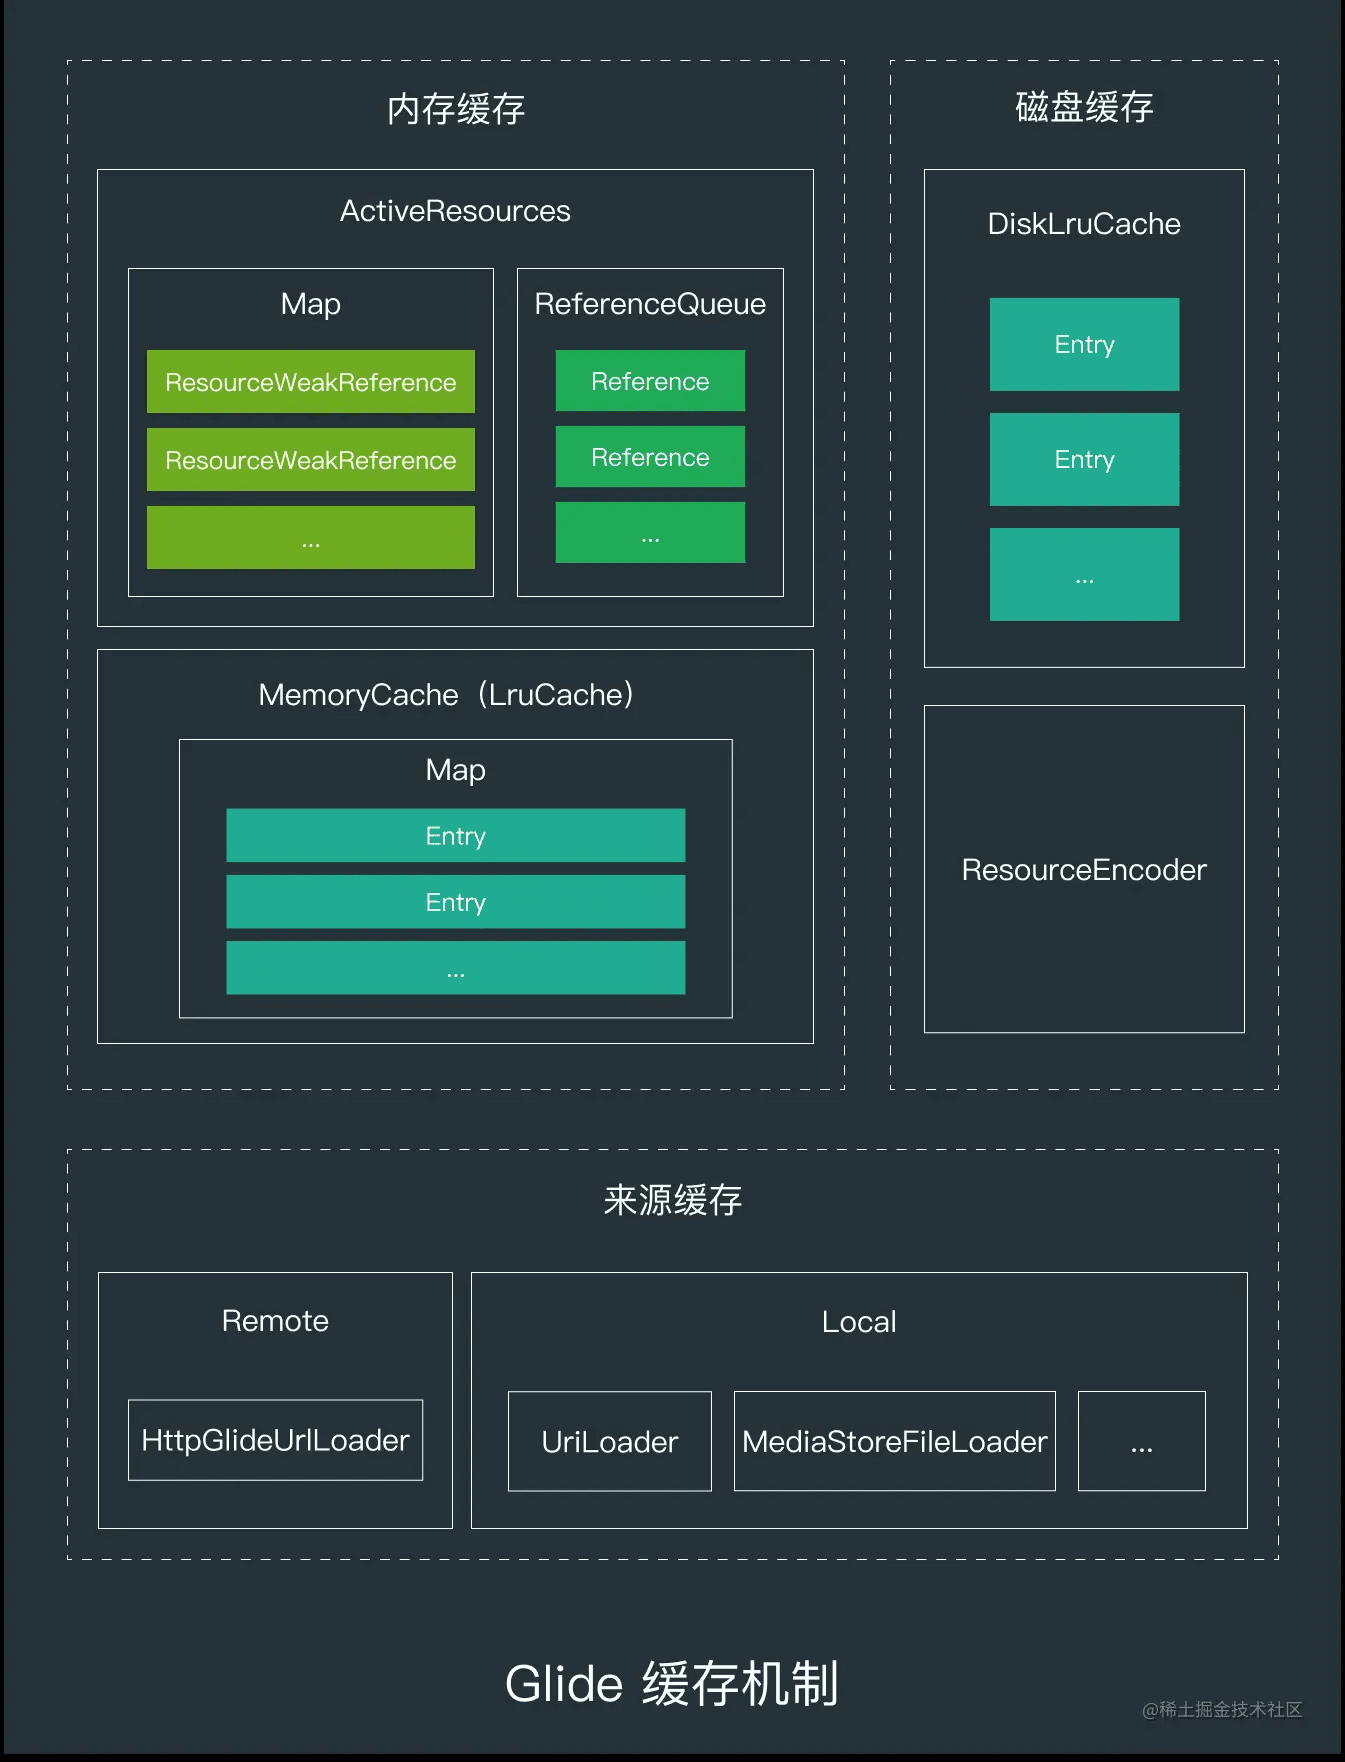 内存缓存
ActiveResources
Map
ResourceWeakReference
ResourceWeakReference
...
ReferenceQueue
Reference
Reference
...
MemoryCache（LruCache）
Map
Entry
Entry
...
磁盘缓存
DiskLruCache
Entry
Entry
...
ResourceEncoder
来源缓存
Remote
HttpGlideUrlLoader
Local
UriLoader
MediaStoreFileLoader
...
Glide 缓存机制
@稀土掘金技术社区